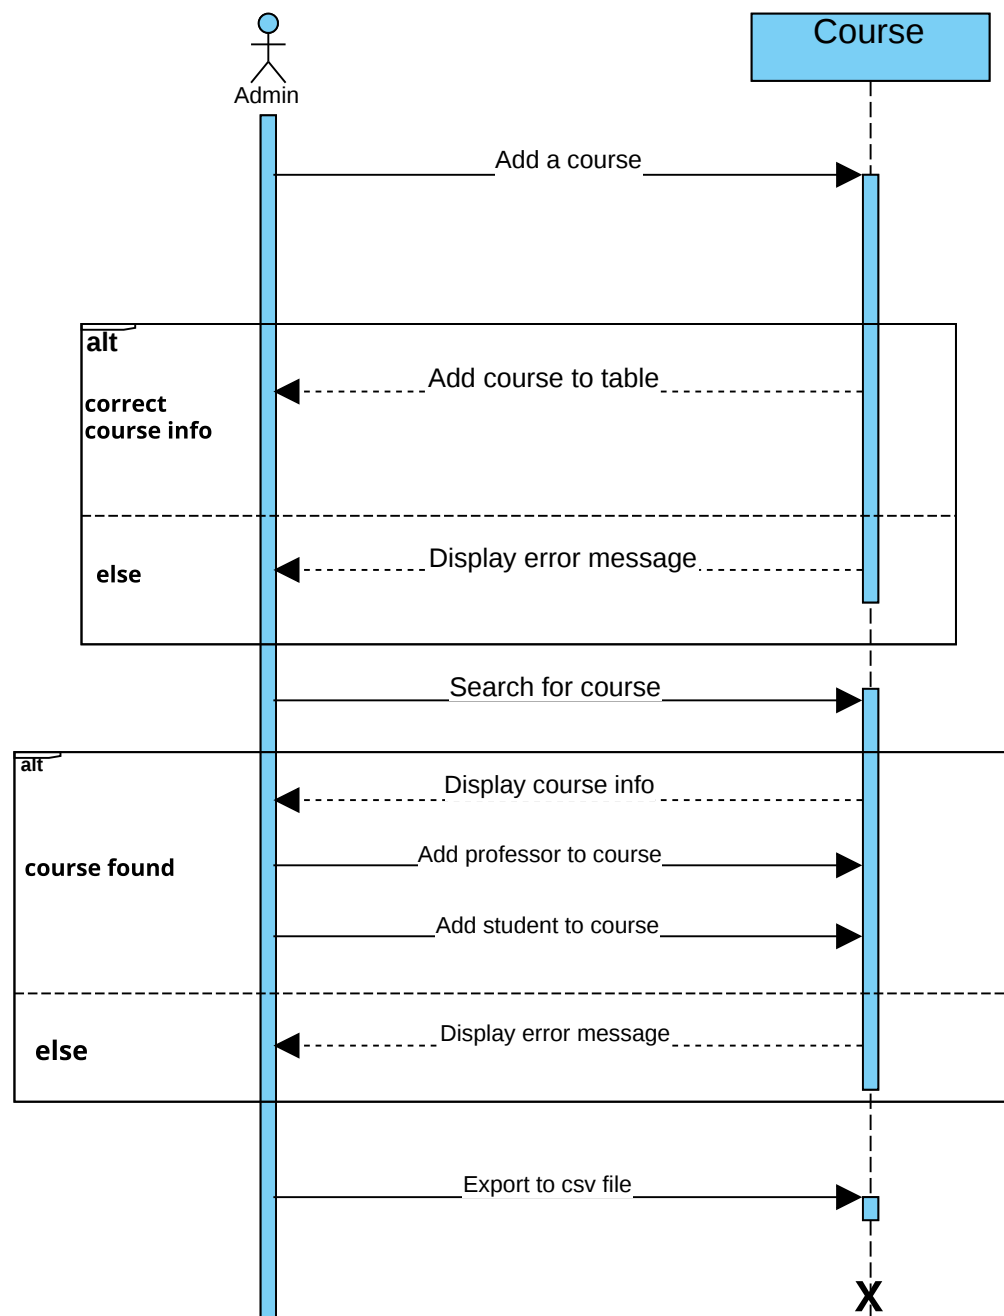 Course
Admin
Add a course
alt
Add course to table
correct
course info
Display error message
else
Search for course
alt
Display course info
Add professor to course
course found
Add student to course
Display error message
else
Export to csv file
X